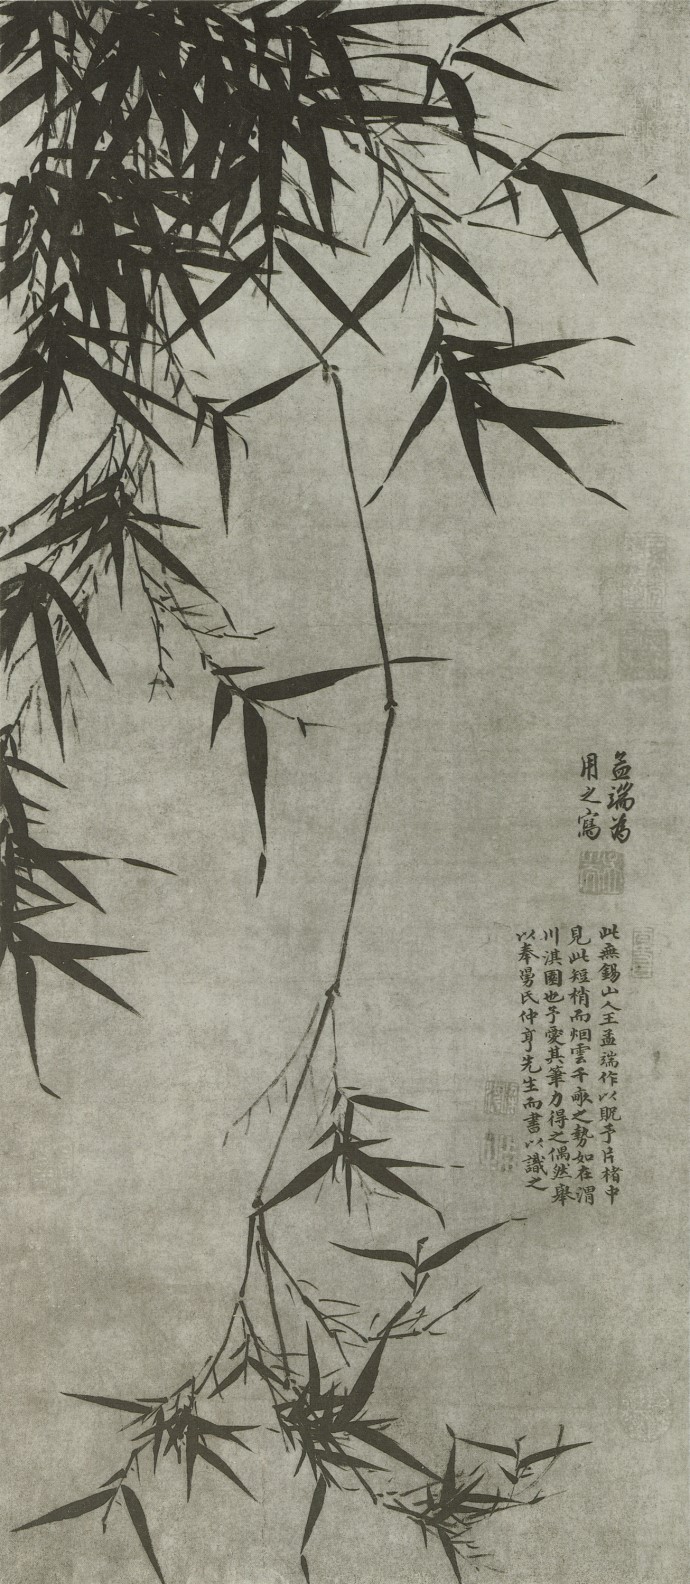 孟端為
用之寫
此無錫山人王孟端作以貺予片楮中
見此短梢而烟雲千畝之勢如在渭
川淇園也予愛其筆力得之偶然舉
以奉舅氏仲亨先生而書以識之